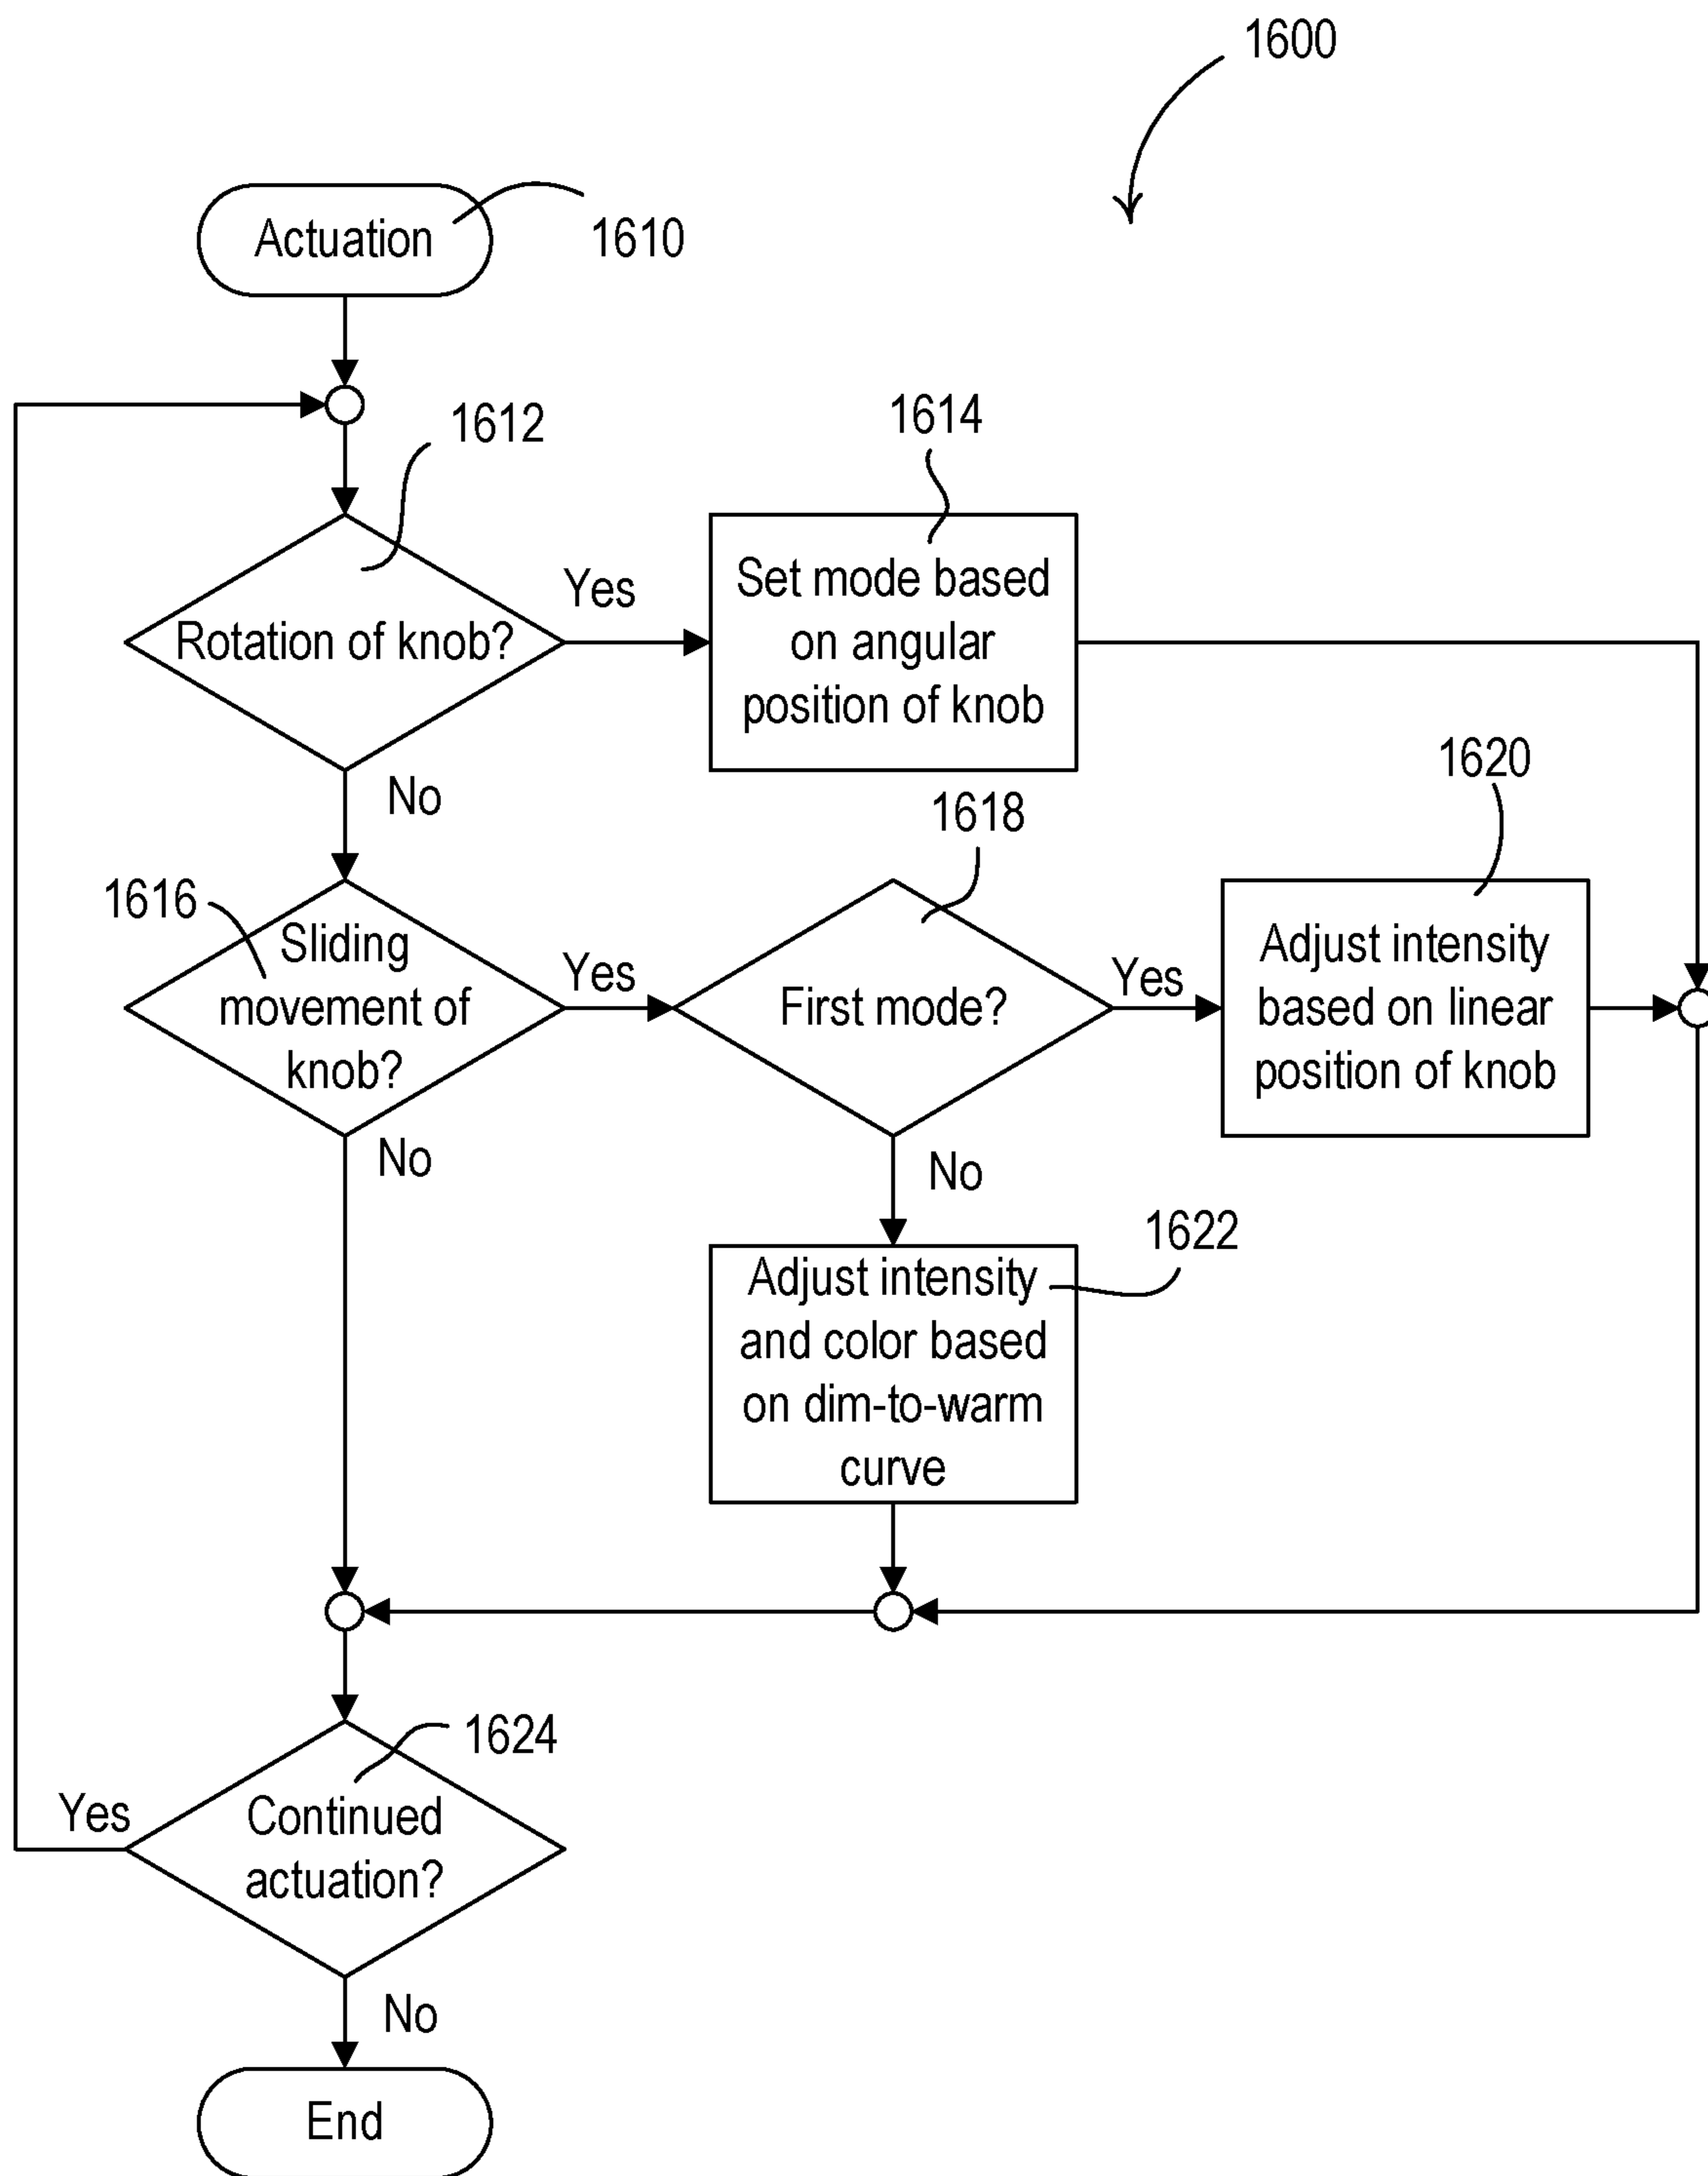 1600
Actuation
1610
1612
1614
Yes
Set mode based
on angular
position of knob
Rotation of knob?
No
1616
1618
1620
Sliding
movement of
knob?
Yes
First mode?
Yes
Adjust intensity
based on linear
position of knob
No
No
1622
Adjust intensity
and color based
on dim-to-warm
curve
1624
Yes
Continued
actuation?
No
End